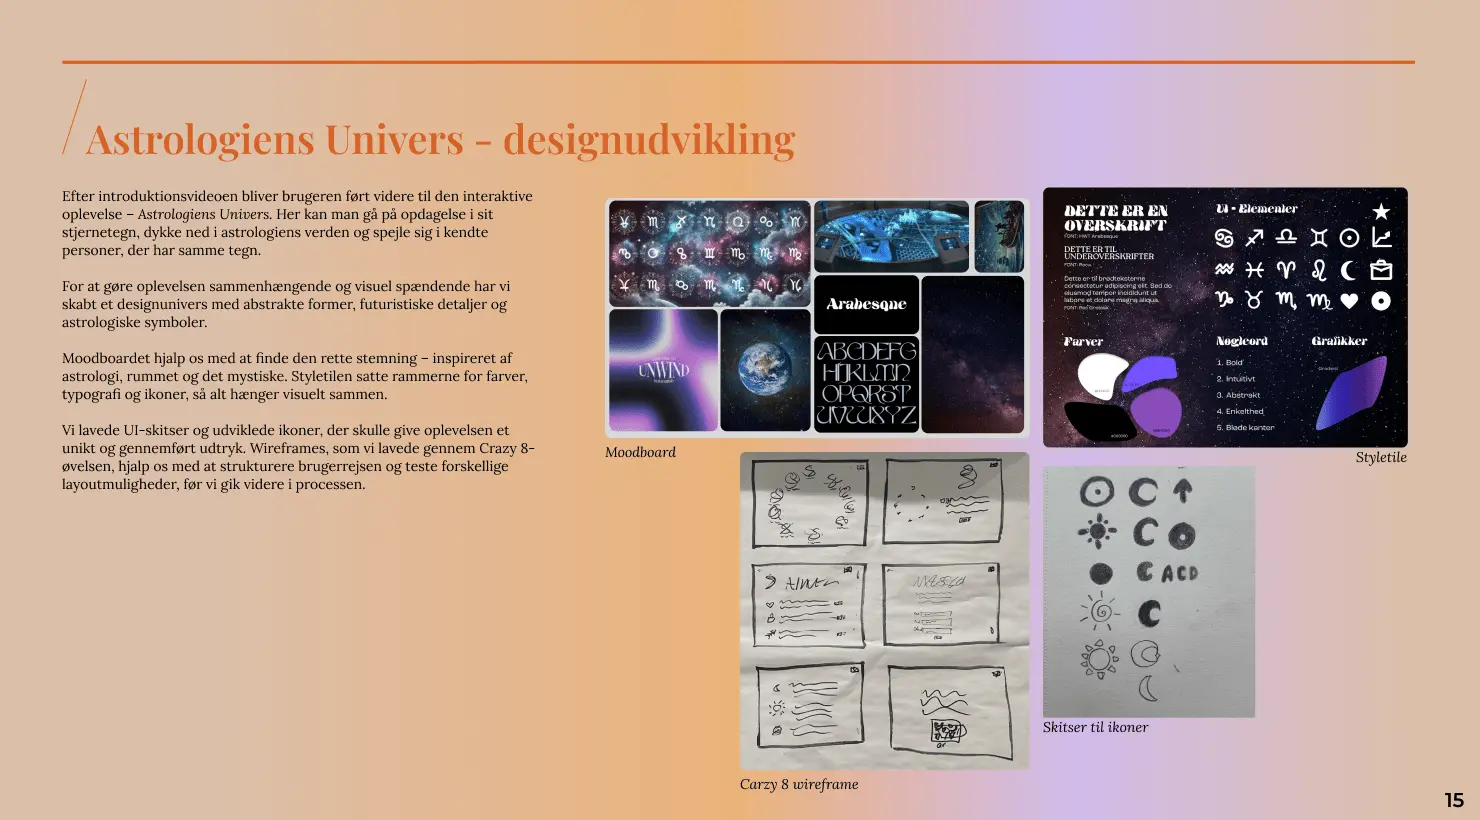 Astrologiens Univers - designudvikling
Efter introduktionsvideoen bliver brugeren ført videre til den interaktive
oplevelse – Astrologiens Univers. Her kan man gå på opdagelse i sit
stjernetegn, dykke ned i astrologiens verden og spejle sig i kendte
personer, der har samme tegn.
For at gøre oplevelsen sammenhængende og visuel spændende har vi
skabt et designunivers med abstrakte former, futuristiske detaljer og
astrologiske symboler.
Moodboardet hjalp os med at finde den rette stemning – inspireret af
astrologi, rummet og det mystiske. Styletilen satte rammerne for farver,
typografi og ikoner, så alt hænger visuelt sammen.
Vi lavede UI-skitser og udviklede ikoner, der skulle give oplevelsen et
unikt og gennemført udtryk. Wireframes, som vi lavede gennem Crazy 8-
øvelsen, hjalp os med at strukturere brugerrejsen og teste forskellige
layoutmuligheder, før vi gik videre i processen.
UNWIND
Arabesque
ABCDEFG
HIJKLMN
OPQRST
UVWXYZ
Moodboard
DETTE ER EN
OVERSKRIFT
FONT: HWT Arabesque
DETTE ER TIL
UNDEROVERSKRIFTER
Dette er til brødteksterne
consectetur adipiscing elit. Sed do
eiusmod tempor incididunt ut
labore et dolore magna aliqua.
UI - Elementer
Farver
#000000
Nøgleord
1. Bold
2. Intuitivt
3. Abstrakt
4. Enkelthed
5. Bløde kanter
Grafikker
Gradient
Styletile
Carzy 8 wireframe
Skitser til ikoner
15